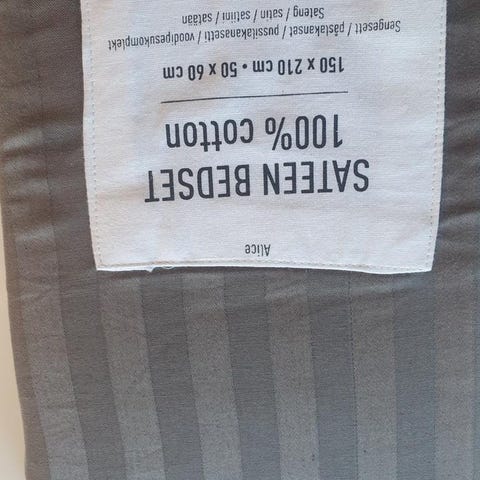 Alice
SATEEN BEDSET
100% cotton
150 x 210 cm • 50 x 60 cm
Sengesett / påslakanset / pussilakanasetti / voodipesukomplekt
Sateng / satin / satiini / satään